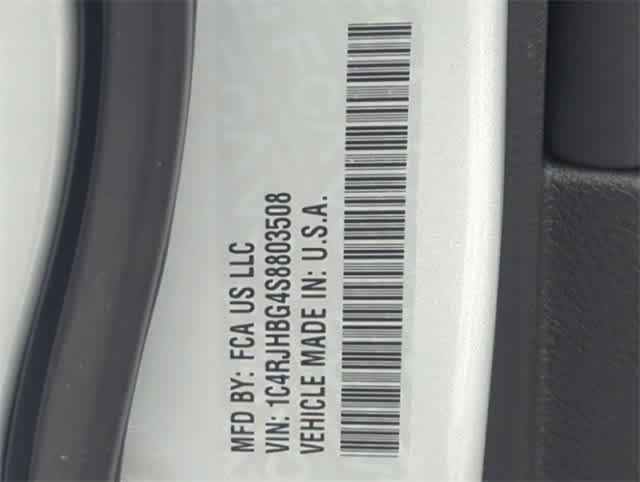 MFD BY: FCA US LLC
VIN: 1C4RJHBG4S8803508
VEHICLE MADE IN: U.S.A.